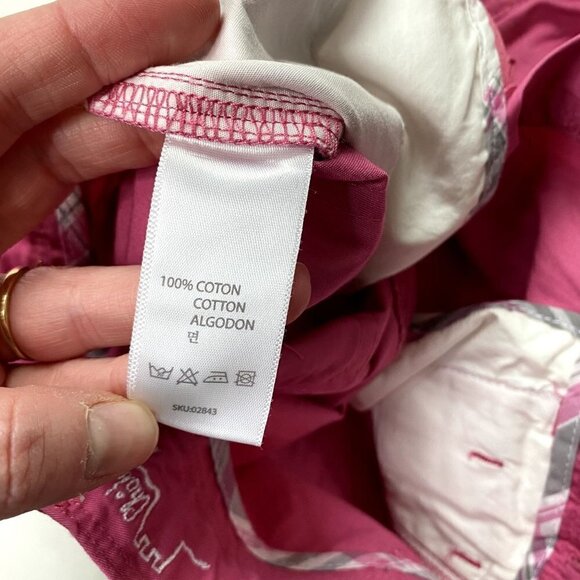 100% COTON
COTTON
ALGODON
면
SKU:02843